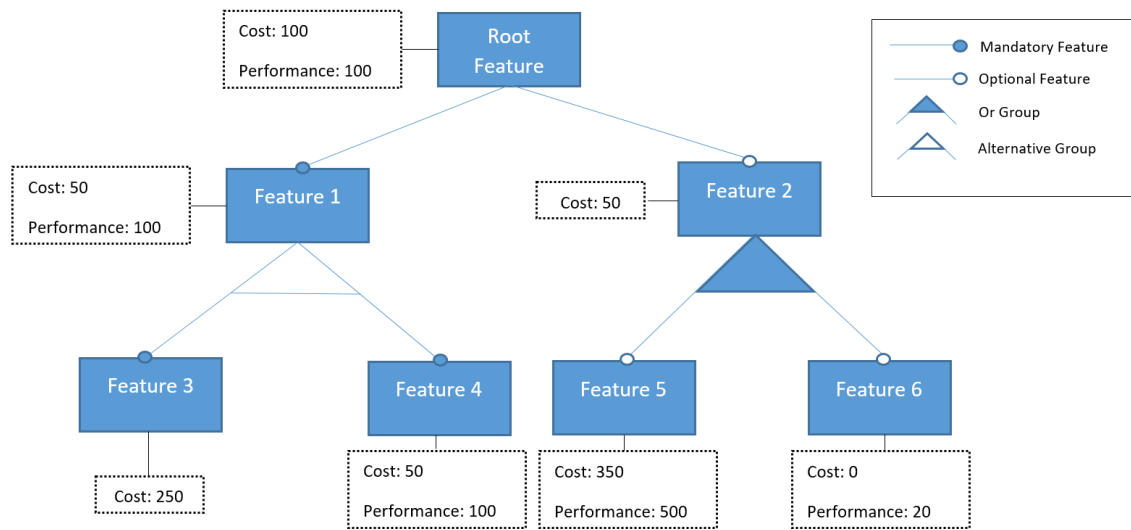 Cost: 100
Performance: 100
Root
Feature
Mandatory Feature
Optional Feature
Or Group
Alternative Group
Cost: 50
Performance: 100
Feature 1
Cost: 50
Feature 2
Feature 3
Feature 4
Feature 5
Feature 6
Cost: 250
Cost: 50
Performance: 100
Cost: 350
Performance: 500
Cost: 0
Performance: 20